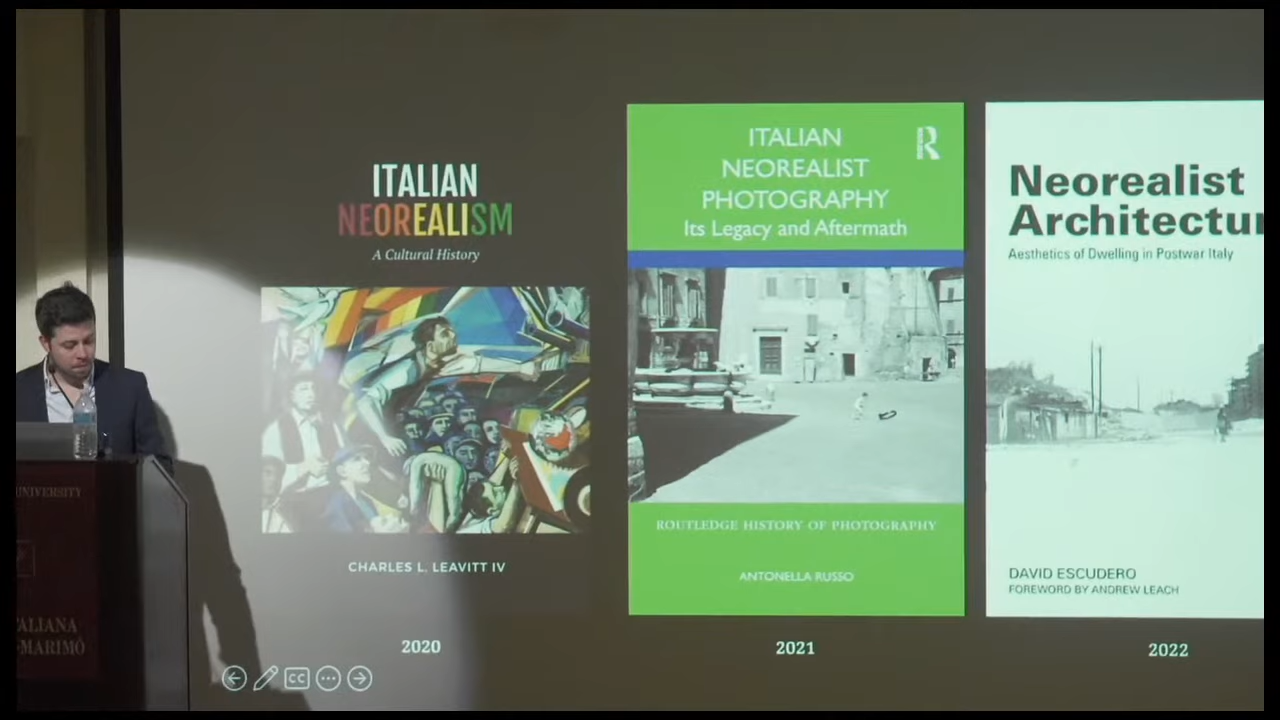 ITALIAN
NEOREALISM
A Cultural History
CHARLES L. LEAVITT IV
2020
ITALIAN
NEOREALIST
PHOTOGRAPHY
Its Legacy and Aftermath
R
ROUTLEDGE HISTORY OF PHOTOGRAPHY
ANTONELLA RUSSO
2021
Neorealist
Architectur
Aesthetics of Dwelling in Postwar Italy
DAVID ESCUDERO
FOREWORD BY ANDREW LEACH
2022
CC
UNIVERSITY
TALIANA
-MARIMÒ